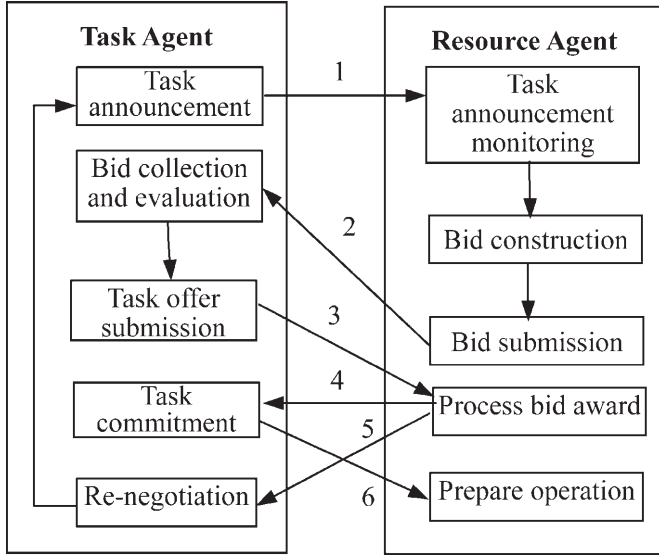 Task Agent
Task
announcement
Bid collection
and evaluation
Task offer
submission
Task
commitment
Re-negotiation
1
2
3
4
5
6
Resource Agent
Task
announcement
monitoring
Bid construction
Bid submission
Process bid award
Prepare operation